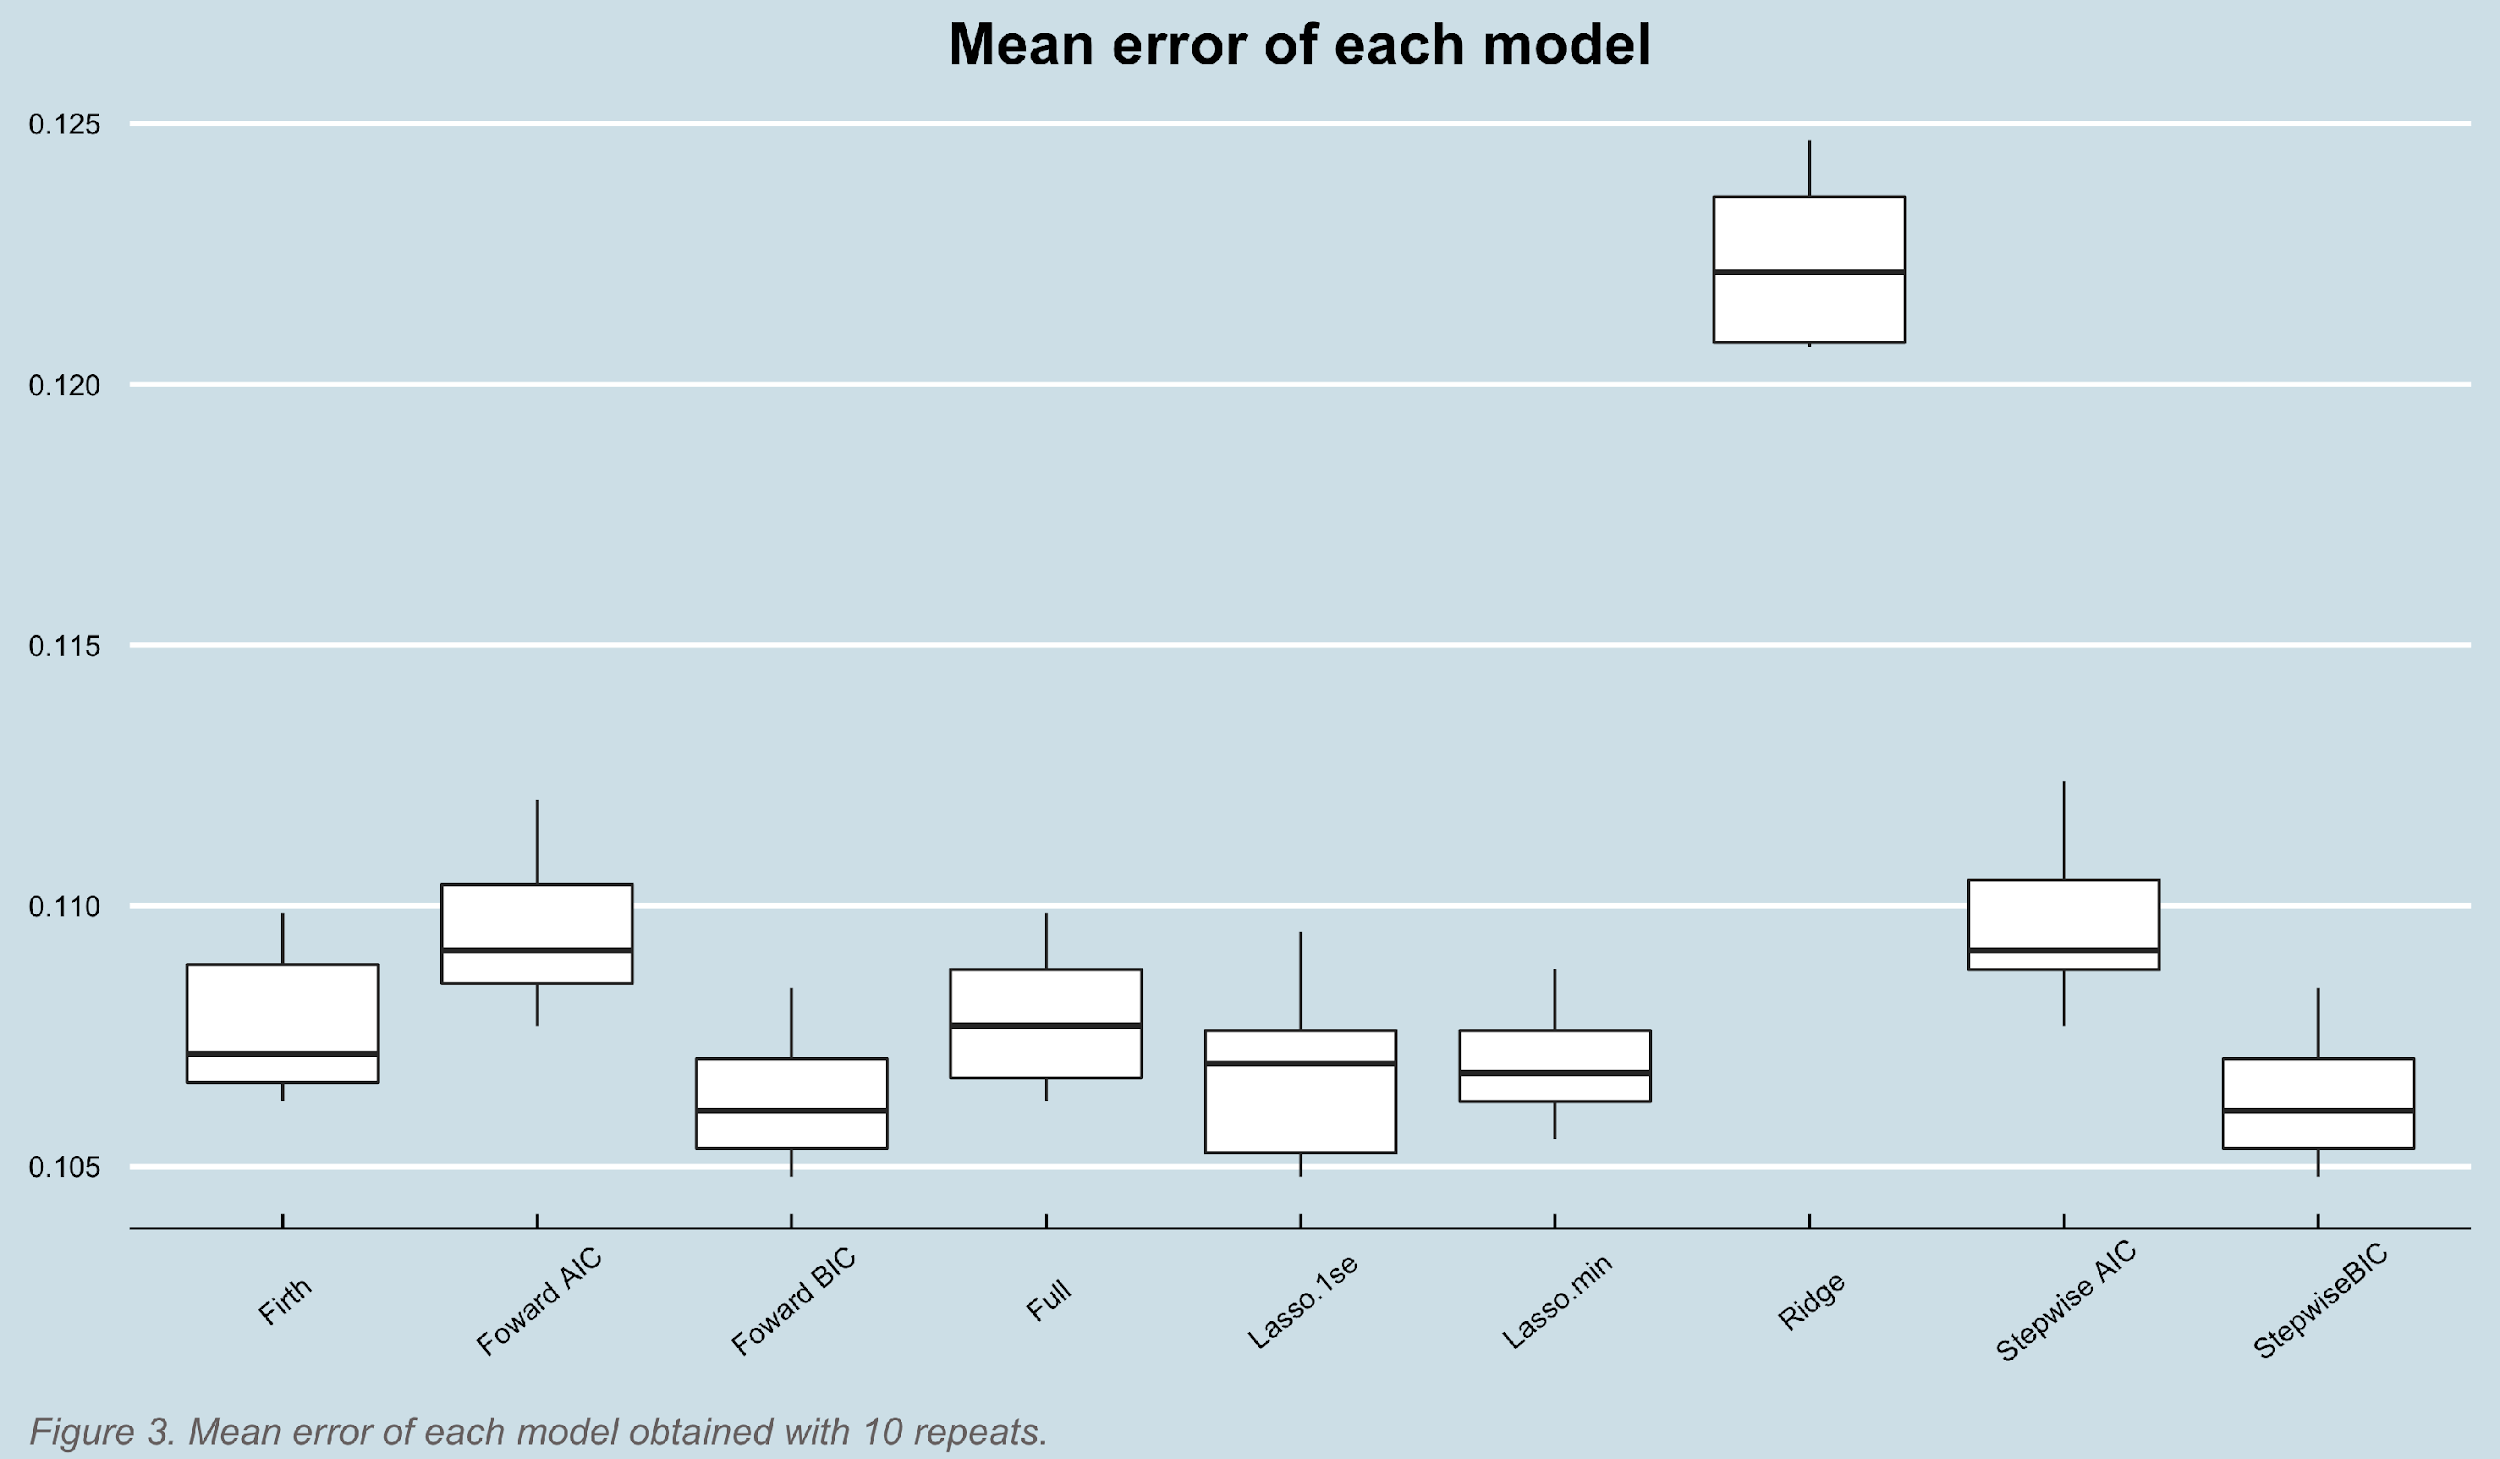 Mean error of each model
0.125
0.120
0.115
0.110
0.105
Firth
Foward AIC
Foward BIC
Full
Lasso.1se
Lasso.min
Ridge
Stepwise AIC
StepwiseBIC
Figure 3. Mean error of each model obtained with 10 repeats.